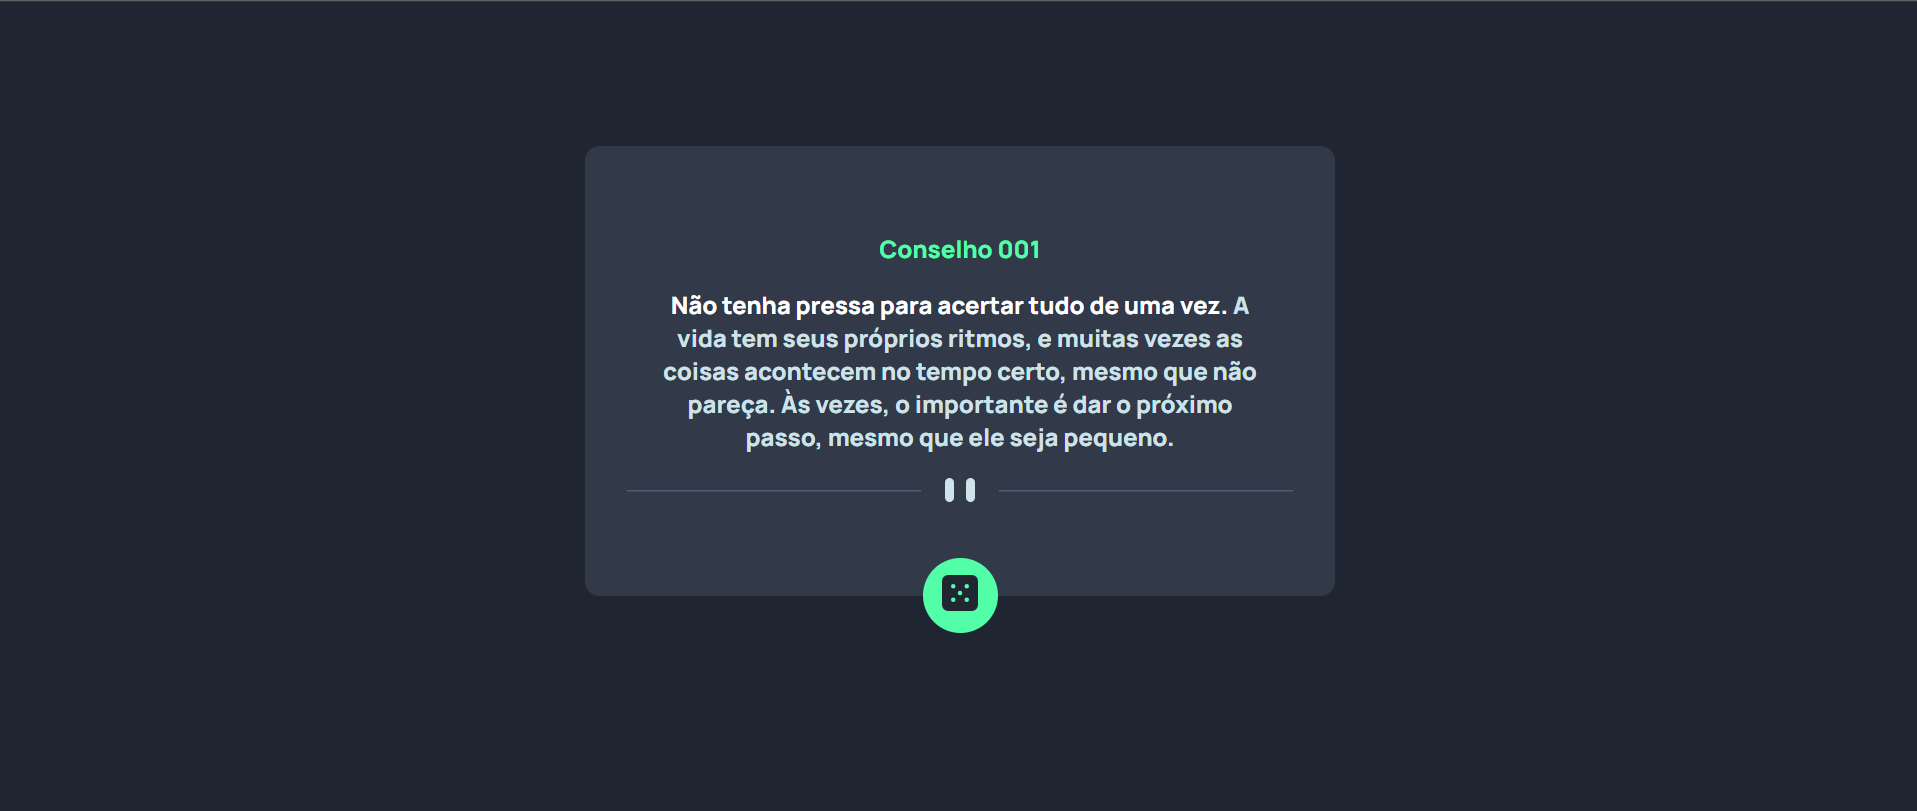 Conselho 001
Não tenha pressa para acertar tudo de uma vez. A
vida tem seus próprios ritmos, e muitas vezes as
coisas acontecem no tempo certo, mesmo que não
pareça. Às vezes, o importante é dar o próximo
passo, mesmo que ele seja pequeno.